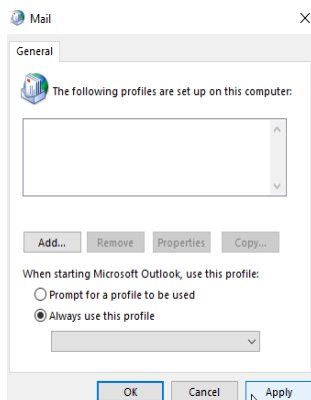 Mail
General
The following profiles are set up on this computer:
Add... Remove Properties Copy...
When starting Microsoft Outlook, use this profile:
Prompt for a profile to be used
Always use this profile
OK Cancel Apply